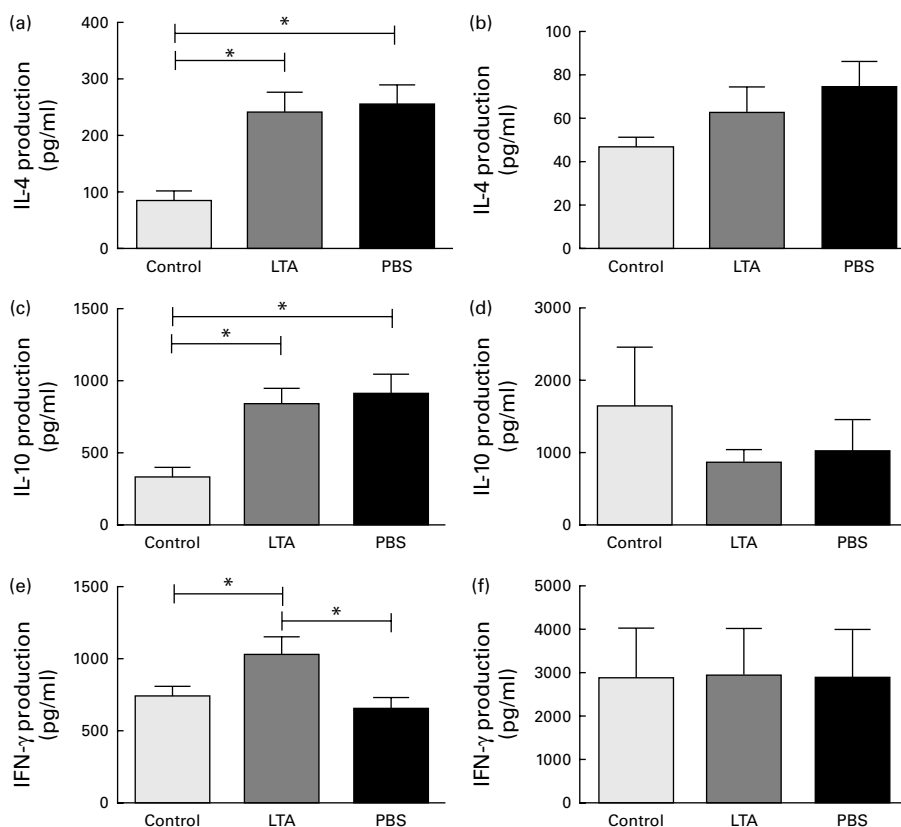 (a)
400
300
200
100
0
IL-4 production
(pg/ml)
*
*
Control LTA PBS
(b)
100
80
60
40
20
0
IL-4 production
(pg/ml)
Control LTA PBS
(c)
1500
1000
500
0
IL-10 production
(pg/ml)
*
*
Control LTA PBS
(d)
3000
2000
1000
0
IL-10 production
(pg/ml)
Control LTA PBS
(e)
1500
1000
500
0
IFN-γ production
(pg/ml)
*
*
Control LTA PBS
(f)
5000
4000
3000
2000
1000
0
IFN-γ production
(pg/ml)
Control LTA PBS